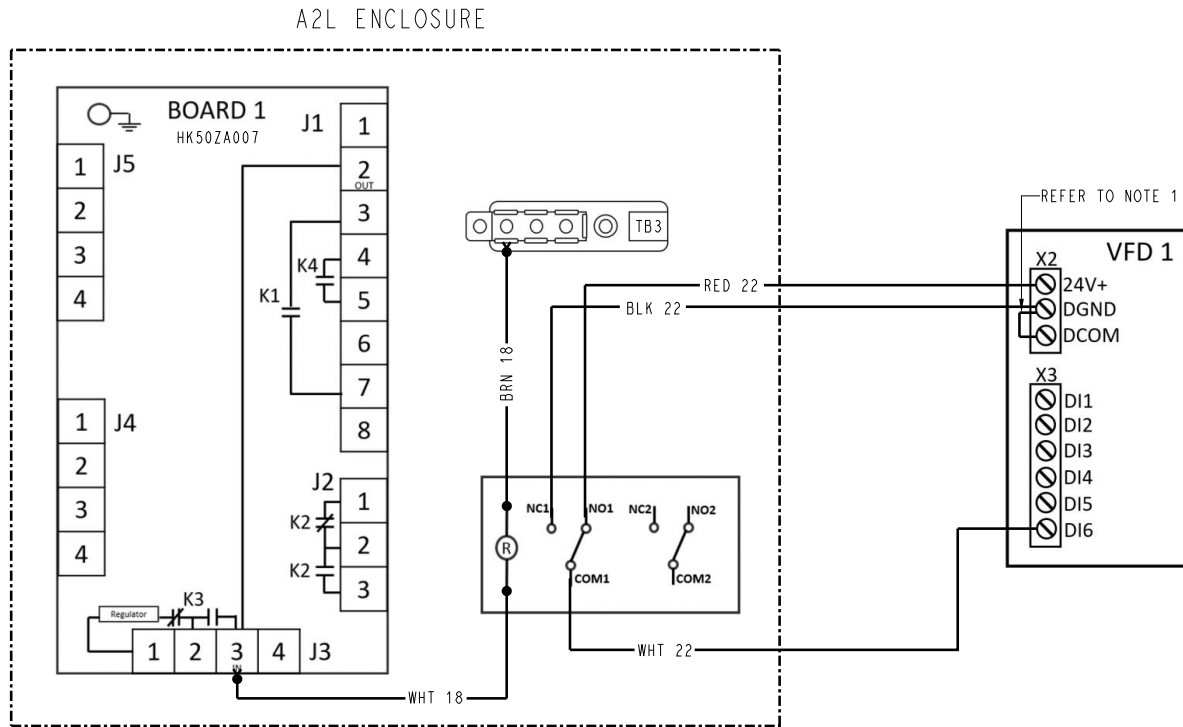 A2L ENCLOSURE
BOARD 1
HK50ZA007
J1
1
2
OUT
3
4
5
6
7
8
J5
1
2
3
4
K4
K1
J4
1
2
3
4
J2
1
2
3
K2
K2
Regulator
K3
1
2
3
IN
4
J3
WHT 18
TB3
BRN 18
RED 22
BLK 22
NC1
NO1
NC2
NO2
R
COM1
COM2
WHT 22
REFER TO NOTE 1
VFD 1
X2
24V+
DGND
DCOM
X3
DI1
DI2
DI3
DI4
DI5
DI6